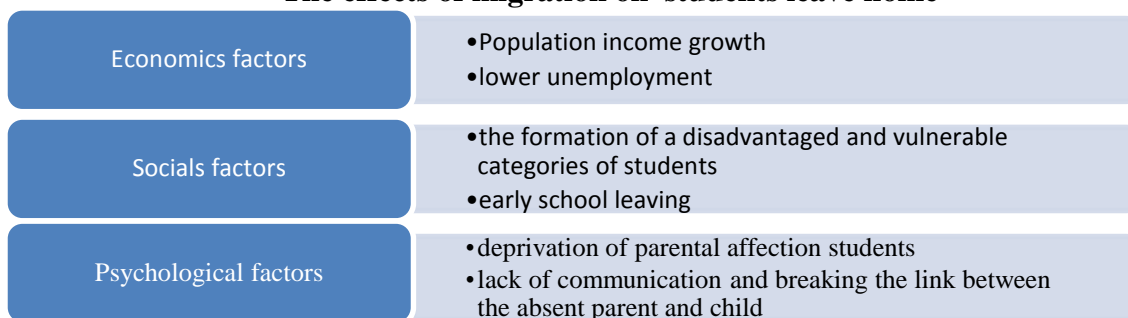 The effects of migration on students leave home
Economics factors
•Population income growth
•lower unemployment
Socials factors
•the formation of a disadvantaged and vulnerable
categories of students
•early school leaving
Psychological factors
•deprivation of parental affection students
•lack of communication and breaking the link between
the absent parent and child